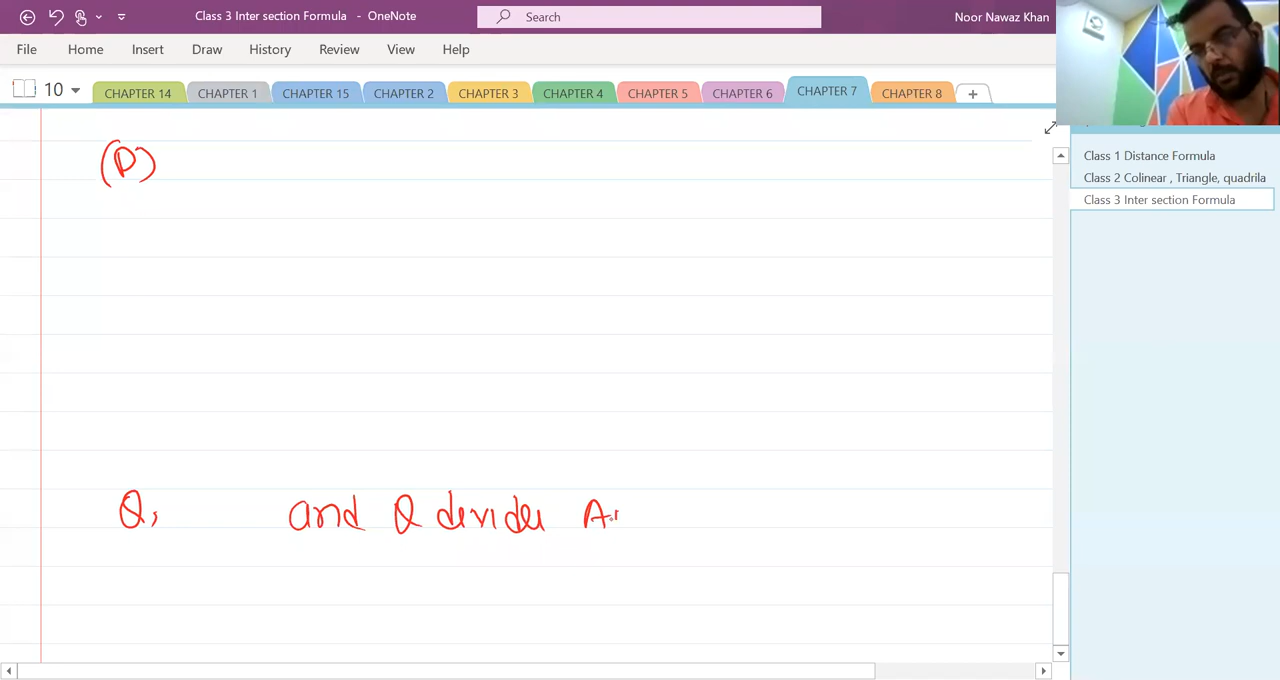 Class 3 Inter section Formula - OneNote
Search
Noor Nawaz Khan
File Home Insert Draw History Review View Help
10 CHAPTER 14 CHAPTER 1 CHAPTER 15 CHAPTER 2 CHAPTER 3 CHAPTER 4 CHAPTER 5 CHAPTER 6 CHAPTER 7 CHAPTER 8 +
Class 1 Distance Formula
Class 2 Colinear , Triangle, quadrila
Class 3 Inter section Formula
(D)
Q, and Q devides A